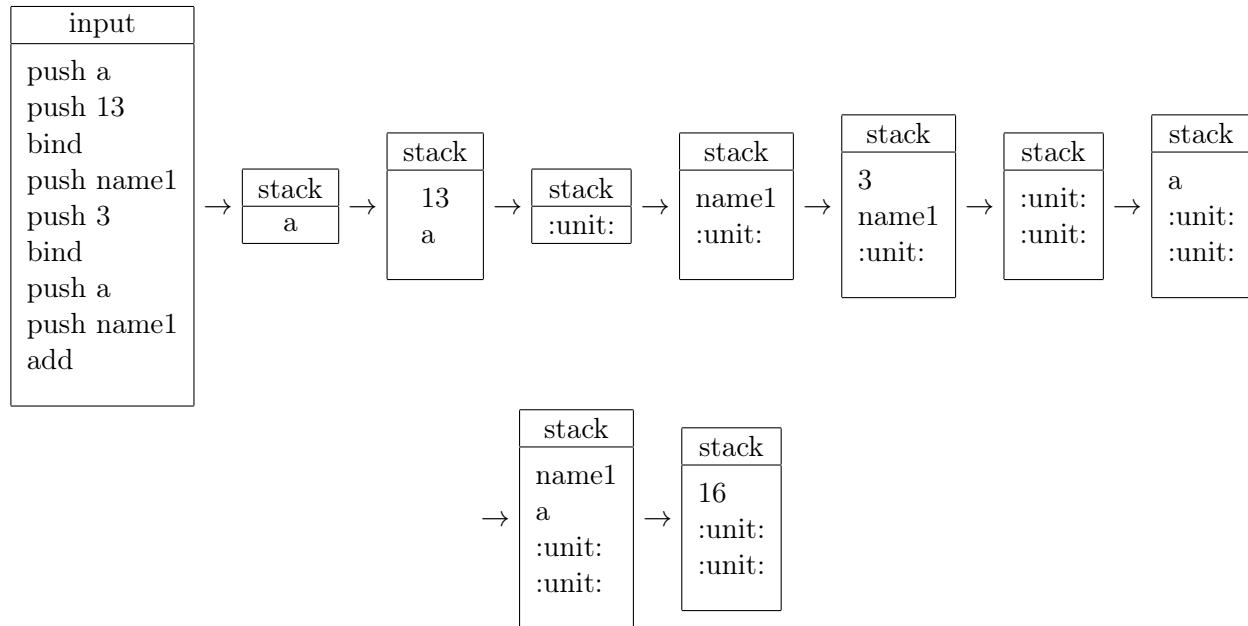 input
push a
push 13
bind
push name1
push 3
bind
push a
push name1
add
→
stack
a
→
stack
13
a
→
stack
:unit:
→
stack
name1
:unit:
→
stack
3
name1
:unit:
→
stack
:unit:
:unit:
→
stack
a
:unit:
:unit:
→
stack
name1
a
:unit:
:unit:
→
stack
16
:unit:
:unit: